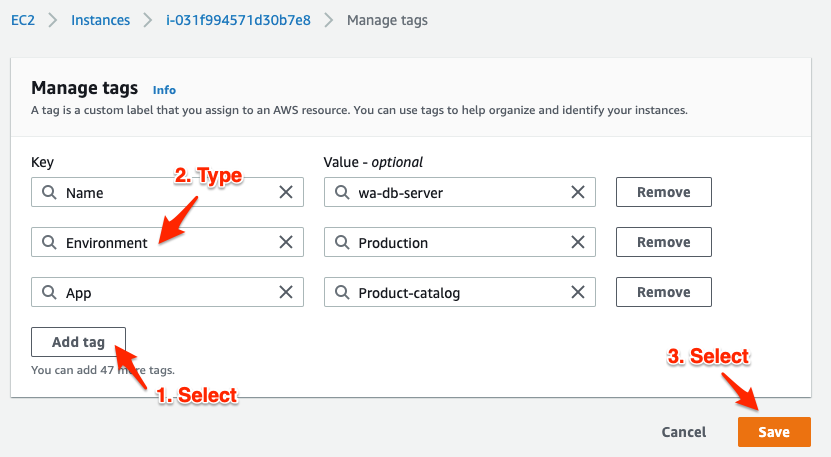 EC2 > Instances > i-031f994571d30b7e8 > Manage tags
Manage tags Info
A tag is a custom label that you assign to an AWS resource. You can use tags to help organize and identify your instances.
Key Value - optional
2. Type
Name wa-db-server Remove
Environment Production Remove
App Product-catalog Remove
Add tag
You can add 47 more tags.
1. Select
3. Select
Cancel Save